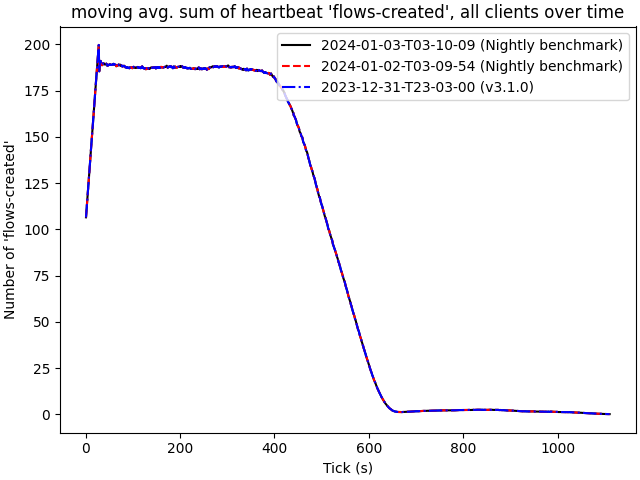 moving avg. sum of heartbeat 'flows-created', all clients over time
Number of 'flows-created'
200
175
150
125
100
75
50
25
0
2024-01-03-T03-10-09 (Nightly benchmark)
2024-01-02-T03-09-54 (Nightly benchmark)
2023-12-31-T23-03-00 (v3.1.0)
0 200 400 600 800 1000
Tick (s)